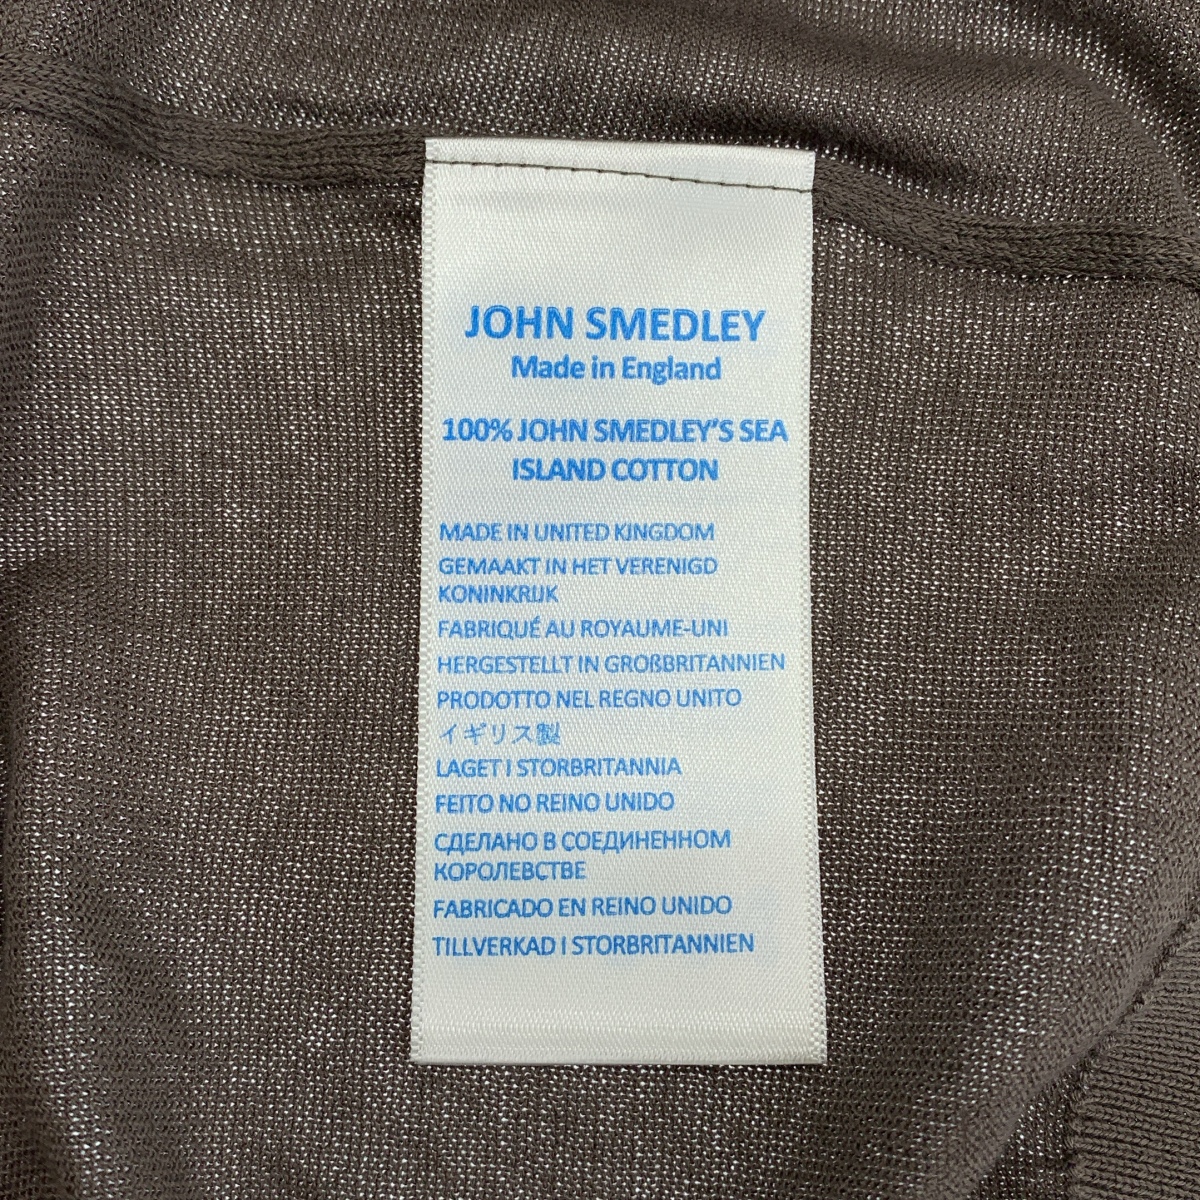 JOHN SMEDLEY
Made in England
100% JOHN SMEDLEY'S SEA
ISLAND COTTON
MADE IN UNITED KINGDOM
GEMAAKT IN HET VERENIGD
KONINKRIJK
FABRIQUÉ AU ROYAUME-UNI
HERGESTELLT IN GROßBRITANNIEN
PRODOTTO NEL REGNO UNITO
イギリス製
LAGET I STORBRITANNIA
FEITO NO REINO UNIDO
СДЕЛАНО В СОЕДИНЕННОМ
КОРОЛЕВСТВЕ
FABRICADO EN REINO UNIDO
TILLVERKAD I STORBRITANNIEN